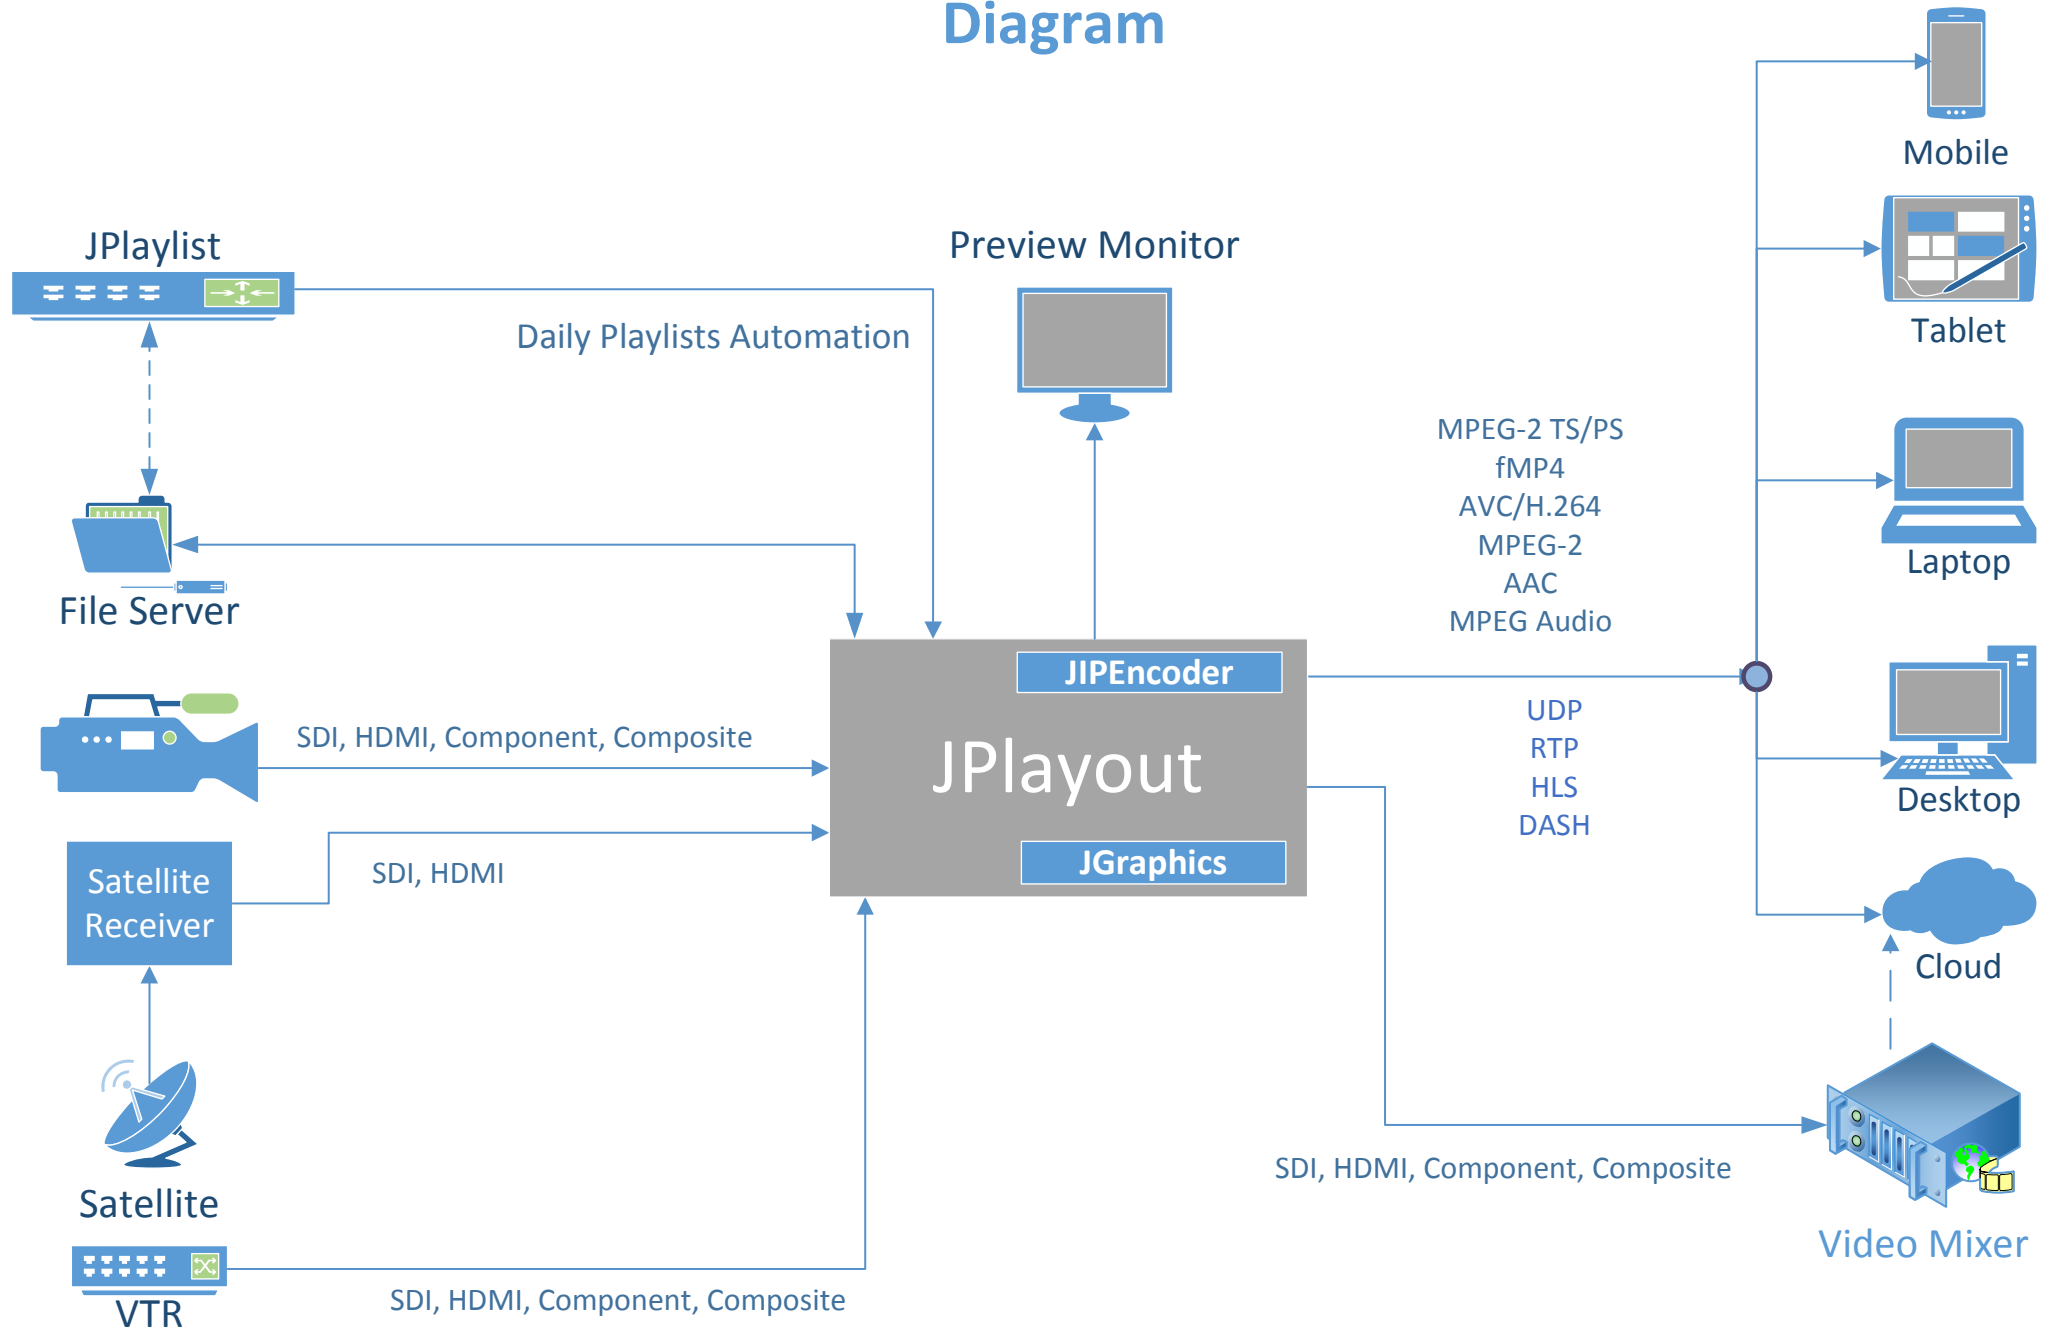 Diagram
Mobile
JPlaylist
Preview Monitor
Daily Playlists Automation
Tablet
MPEG-2 TS/PS
fMP4
AVC/H.264
MPEG-2
AAC
MPEG Audio
Laptop
File Server
JIPEncoder
SDI, HDMI, Component, Composite
JPlayout
UDP
RTP
HLS
DASH
Desktop
Satellite
Receiver
SDI, HDMI
JGraphics
Cloud
SDI, HDMI, Component, Composite
Satellite
Video Mixer
VTR
SDI, HDMI, Component, Composite